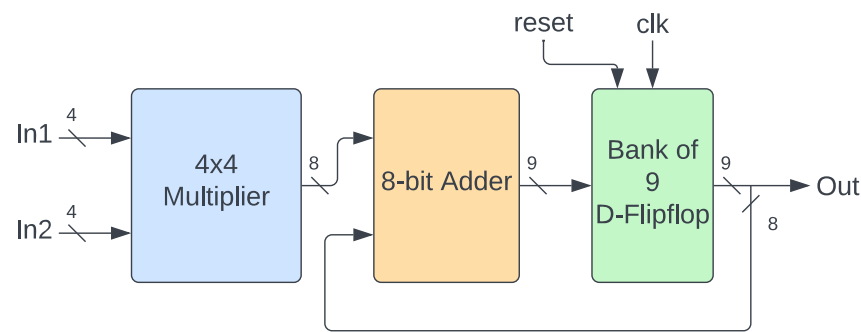 reset
clk
In1
4
4x4
Multiplier
8
8-bit Adder
9
Bank of
9
D-Flipflop
9
Out
In2
4
8